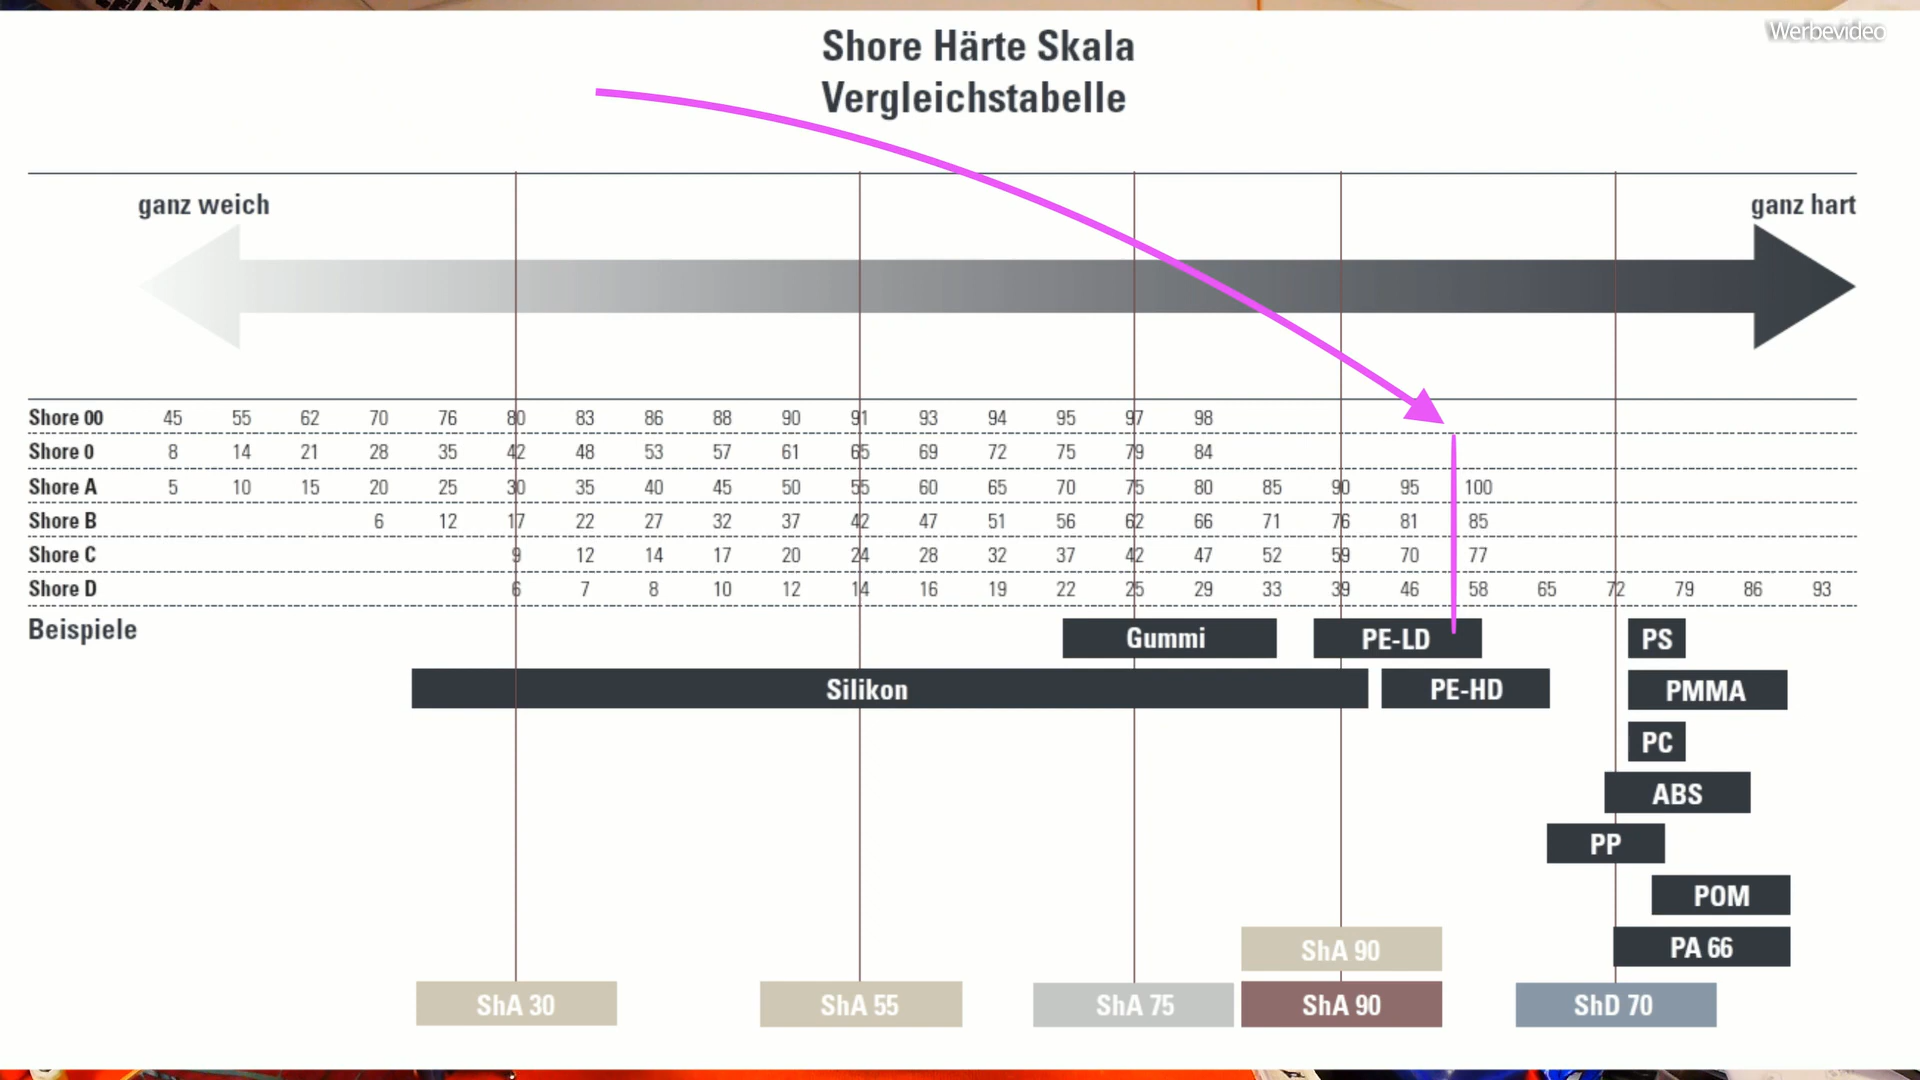 Werbevideo
Shore Härte Skala
Vergleichstabelle
ganz weich
ganz hart
Shore 00 45 55 62 70 76 80 83 86 88 90 91 93 94 95 97 98
Shore 0 8 14 21 28 35 42 48 53 57 61 65 69 72 75 79 84
Shore A 5 10 15 20 25 30 35 40 45 50 55 60 65 70 75 80 85 90 95 100
Shore B 6 12 17 22 27 32 37 42 47 51 56 62 66 71 76 81 85
Shore C 9 12 14 17 20 24 28 32 37 42 47 52 59 70 77
Shore D 6 7 8 10 12 14 16 19 22 25 29 33 39 46 58 65 72 79 86 93
Beispiele
Gummi PE-LD PS
Silikon PE-HD PMMA
PC
ABS
PP
POM
ShA 90 PA 66
ShA 30 ShA 55 ShA 75 ShA 90 ShD 70